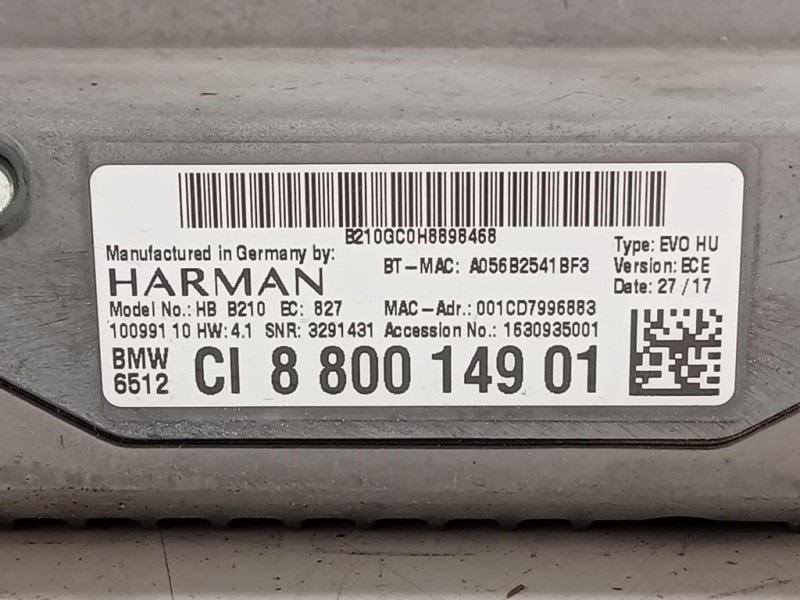 B210GC0H8898468
Manufactured in Germany by:
HARMAN
BT-MAC: A056B2541BF3
Type: EVO HU
Version: ECE
Date: 27/17
Model No.: HB B210 EC: 827
MAC-Adr.: 001CD7996883
100991 10 HW: 4.1 SNR: 3291431 Accession No.: 1630935001
BMW
6512
CI 8 800 149 01